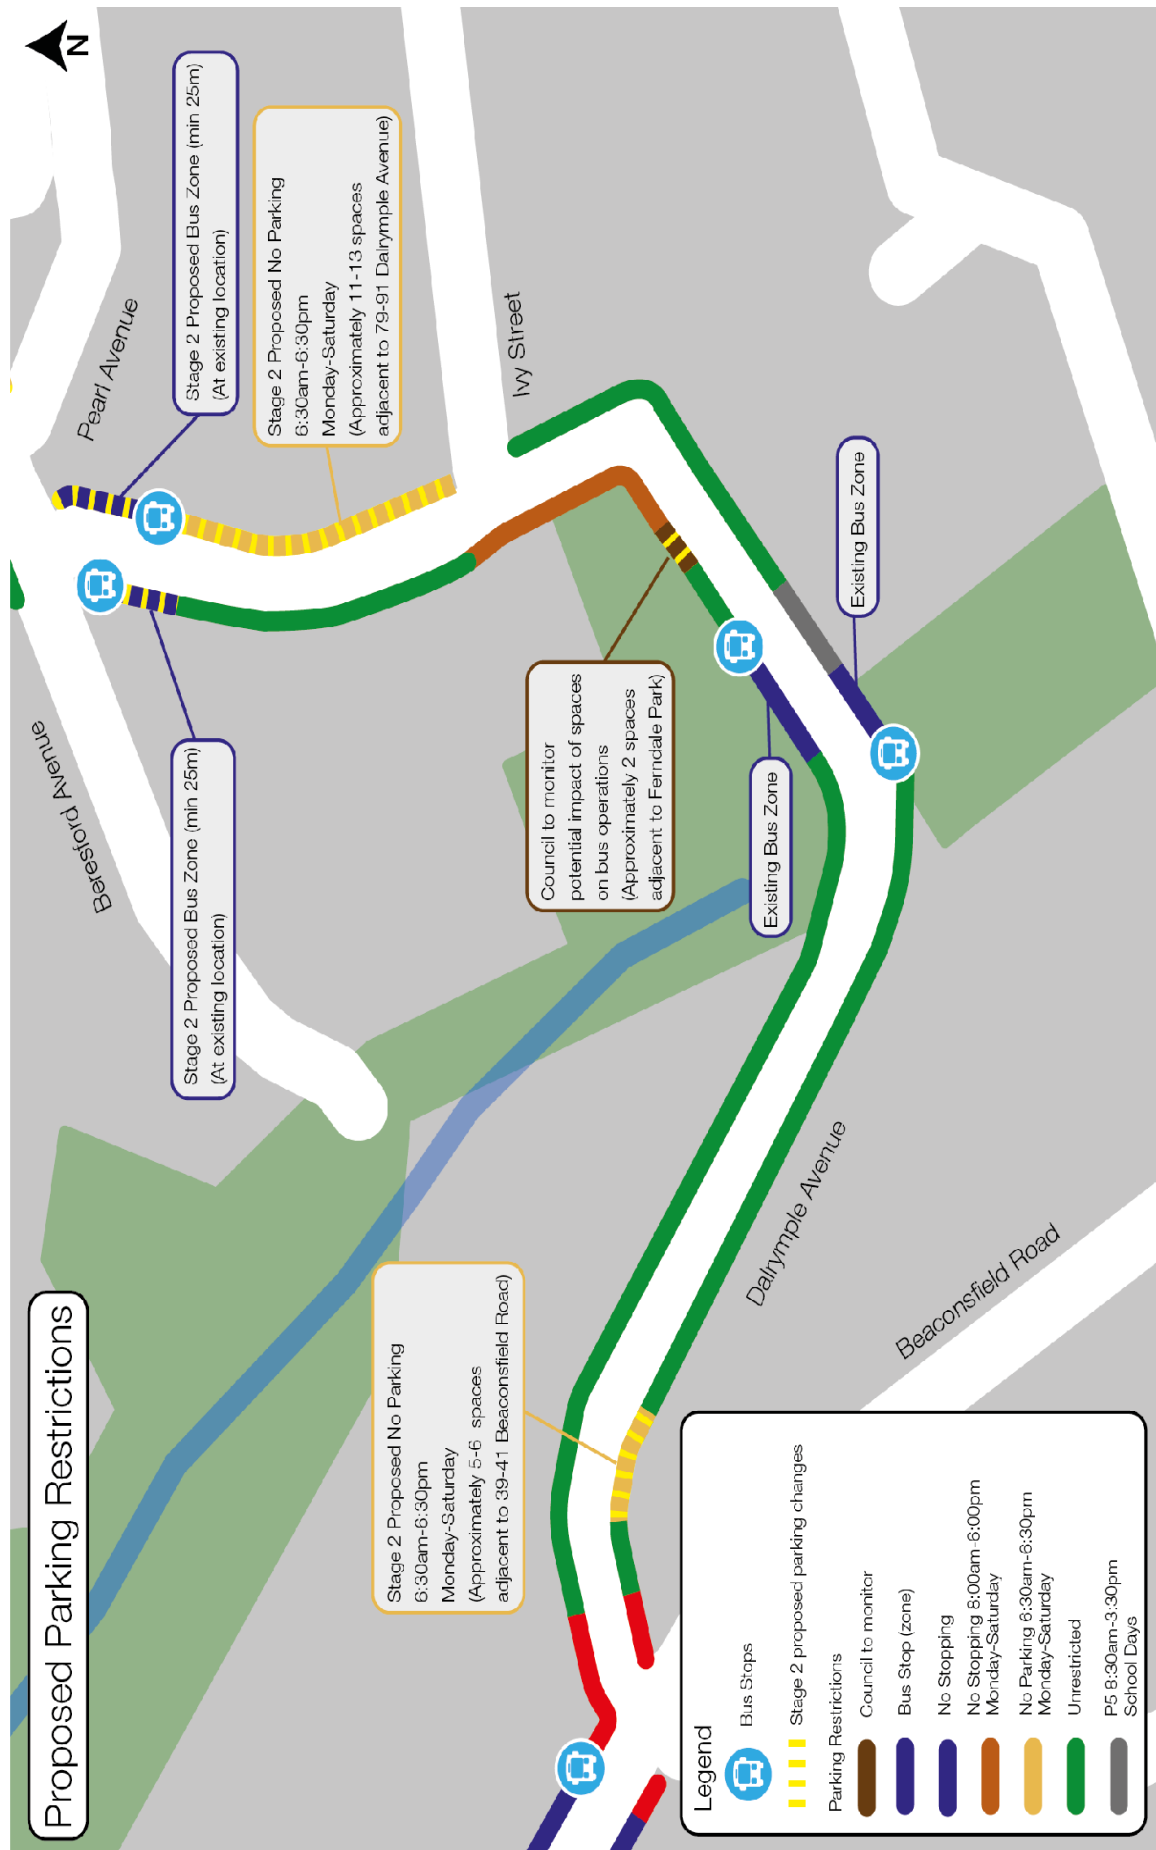 Proposed Parking Restrictions
N
Pearl Avenue
Stage 2 Proposed Bus Zone (min 25m)
(At existing location)
Stage 2 Proposed No Parking
6:30am-6:30pm
Monday-Saturday
(Approximately 11-13 spaces
adjacent to 79-91 Dalrymple Avenue)
Ivy Street
Existing Bus Zone
Beresford Avenue
Stage 2 Proposed Bus Zone (min 25m)
(At existing location)
Council to monitor
potential impact of spaces
on bus operations
(Approximately 2 spaces
adjacent to Ferndale Park)
Existing Bus Zone
Stage 2 Proposed No Parking
6:30am-6:30pm
Monday-Saturday
(Approximately 5-6 spaces
adjacent to 39-41 Beaconsfield Road)
Dalrymple Avenue
Beaconsfield Road
Legend
Bus Stops
Stage 2 proposed parking changes
Parking Restrictions
Council to monitor
Bus Stop (zone)
No Stopping
No Stopping 8:00am-6:00pm
Monday-Saturday
No Parking 6:30am-6:30pm
Monday-Saturday
Unrestricted
P5 8:30am-3:30pm
School Days